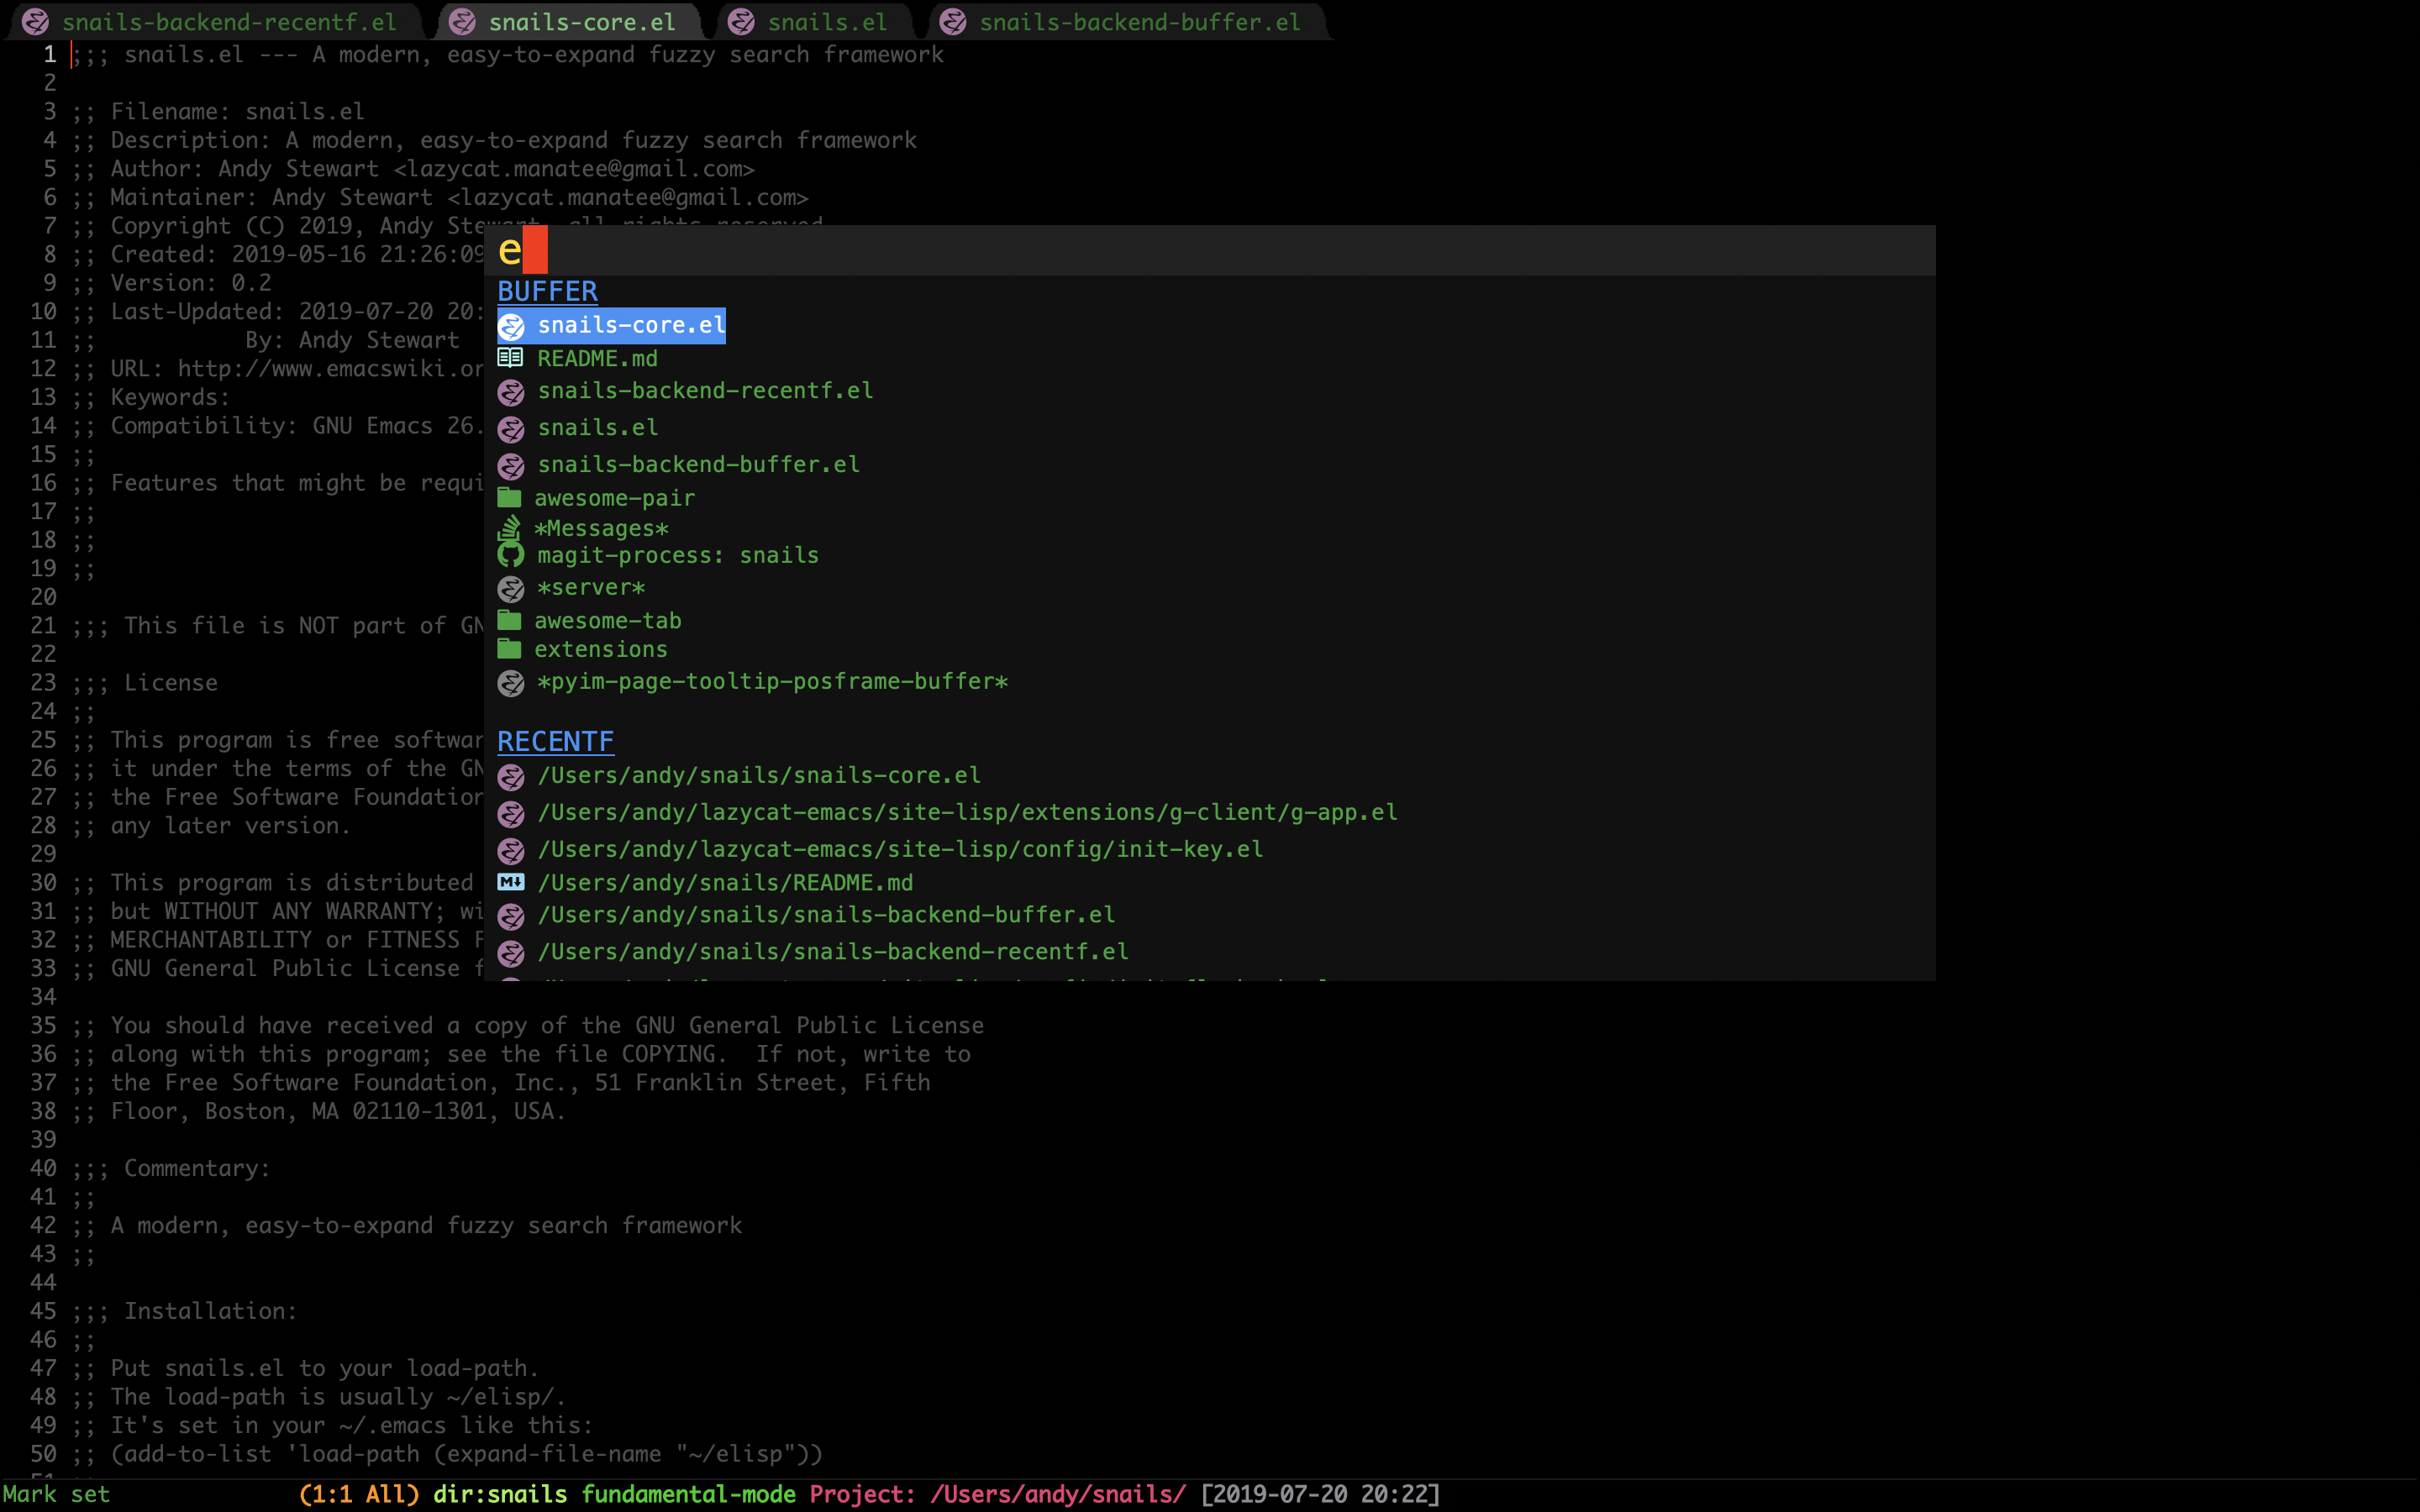 snails-backend-recentf.el snails-core.el snails.el snails-backend-buffer.el
1 ;;; snails.el --- A modern, easy-to-expand fuzzy search framework
2
3 ;; Filename: snails.el
4 ;; Description: A modern, easy-to-expand fuzzy search framework
5 ;; Author: Andy Stewart <lazycat.manatee@gmail.com>
6 ;; Maintainer: Andy Stewart <lazycat.manatee@gmail.com>
7 ;; Copyright (C) 2019, Andy Stewart, all rights reserved
8 ;; Created: 2019-05-16 21:26:09
9 ;; Version: 0.2
10 ;; Last-Updated: 2019-07-20 20:
11 ;; By: Andy Stewart
12 ;; URL: http://www.emacswiki.or
13 ;; Keywords:
14 ;; Compatibility: GNU Emacs 26.
15 ;;
16 ;; Features that might be requi
17 ;;
18 ;;
19 ;;
20
21 ;;; This file is NOT part of GN
22
23 ;;; License
24 ;;
25 ;; This program is free softwar
26 ;; it under the terms of the GN
27 ;; the Free Software Foundation
28 ;; any later version.
29
30 ;; This program is distributed
31 ;; but WITHOUT ANY WARRANTY; wi
32 ;; MERCHANTABILITY or FITNESS F
33 ;; GNU General Public License f
34
35 ;; You should have received a copy of the GNU General Public License
36 ;; along with this program; see the file COPYING.  If not, write to
37 ;; the Free Software Foundation, Inc., 51 Franklin Street, Fifth
38 ;; Floor, Boston, MA 02110-1301, USA.
39
40 ;;; Commentary:
41 ;;
42 ;; A modern, easy-to-expand fuzzy search framework
43 ;;
44
45 ;;; Installation:
46 ;;
47 ;; Put snails.el to your load-path.
48 ;; The load-path is usually ~/elisp/.
49 ;; It's set in your ~/.emacs like this:
50 ;; (add-to-list 'load-path (expand-file-name "~/elisp"))
e
BUFFER
snails-core.el
README.md
snails-backend-recentf.el
snails.el
snails-backend-buffer.el
awesome-pair
*Messages*
magit-process: snails
*server*
awesome-tab
extensions
*pyim-page-tooltip-posframe-buffer*
RECENTF
/Users/andy/snails/snails-core.el
/Users/andy/lazycat-emacs/site-lisp/extensions/g-client/g-app.el
/Users/andy/lazycat-emacs/site-lisp/config/init-key.el
/Users/andy/snails/README.md
/Users/andy/snails/snails-backend-buffer.el
/Users/andy/snails/snails-backend-recentf.el
Mark set (1:1 All) dir:snails fundamental-mode Project: /Users/andy/snails/ [2019-07-20 20:22]